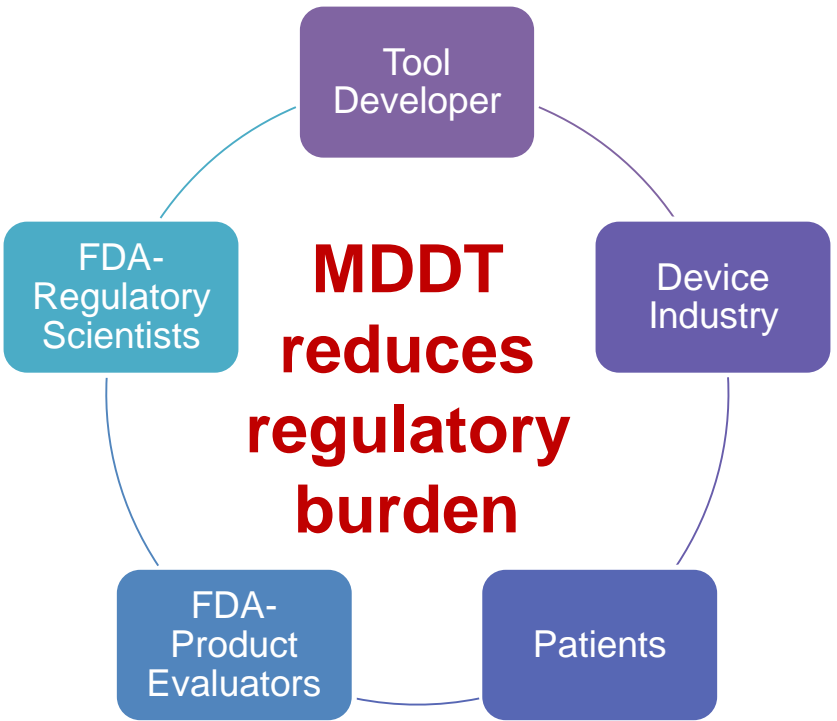 Tool
Developer
FDA-
Regulatory
Scientists
MDDT
reduces
regulatory
burden
Device
Industry
FDA-
Product
Evaluators
Patients